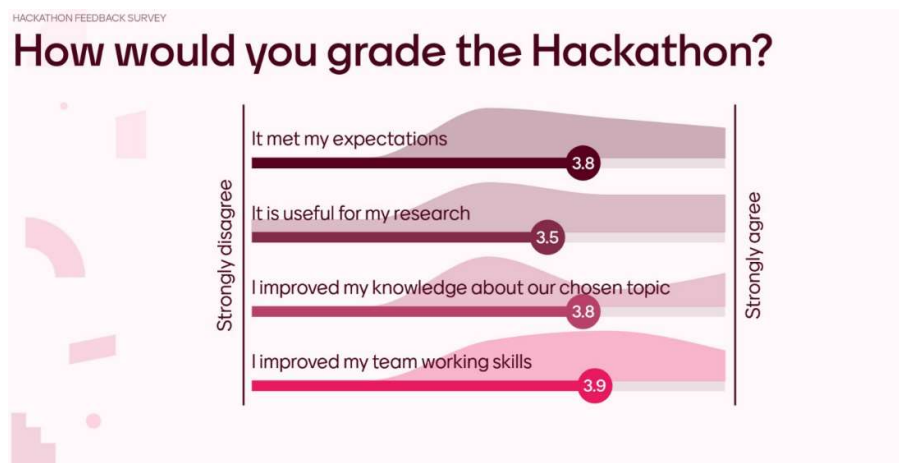 HACKATHON FEEDBACK SURVEY
How would you grade the Hackathon?
Strongly disagree
It met my expectations
3.8
It is useful for my research
3.5
I improved my knowledge about our chosen topic
3.8
I improved my team working skills
3.9
Strongly agree